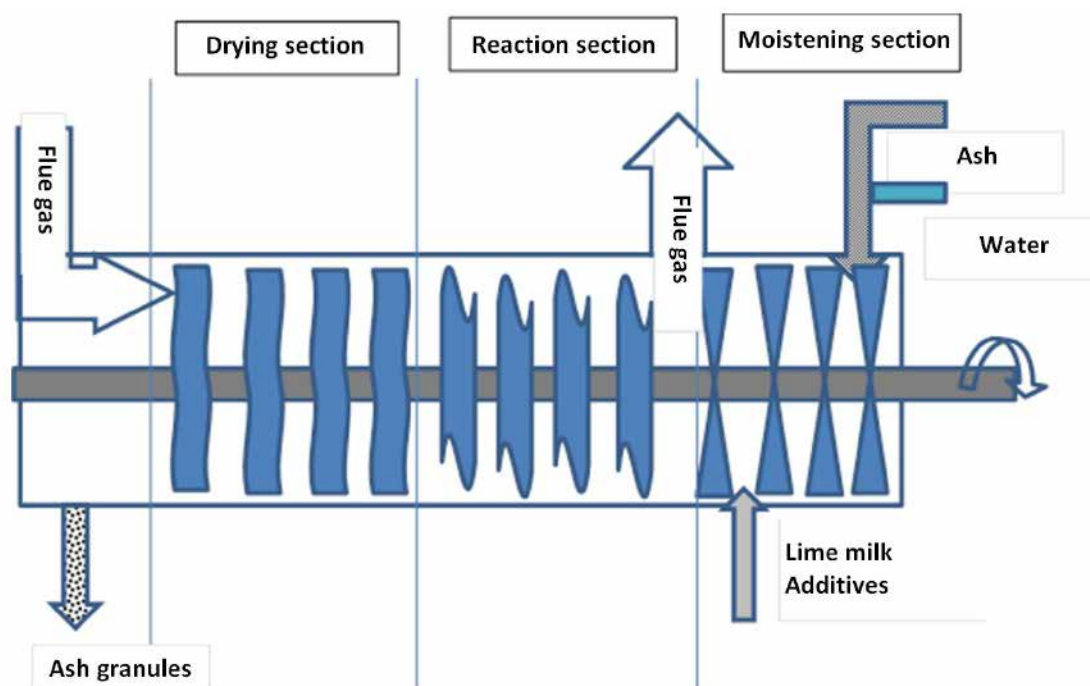 Drying section
Reaction section
Moistening section
Flue gas
Flue gas
Ash
Water
Lime milk
Additives
Ash granules